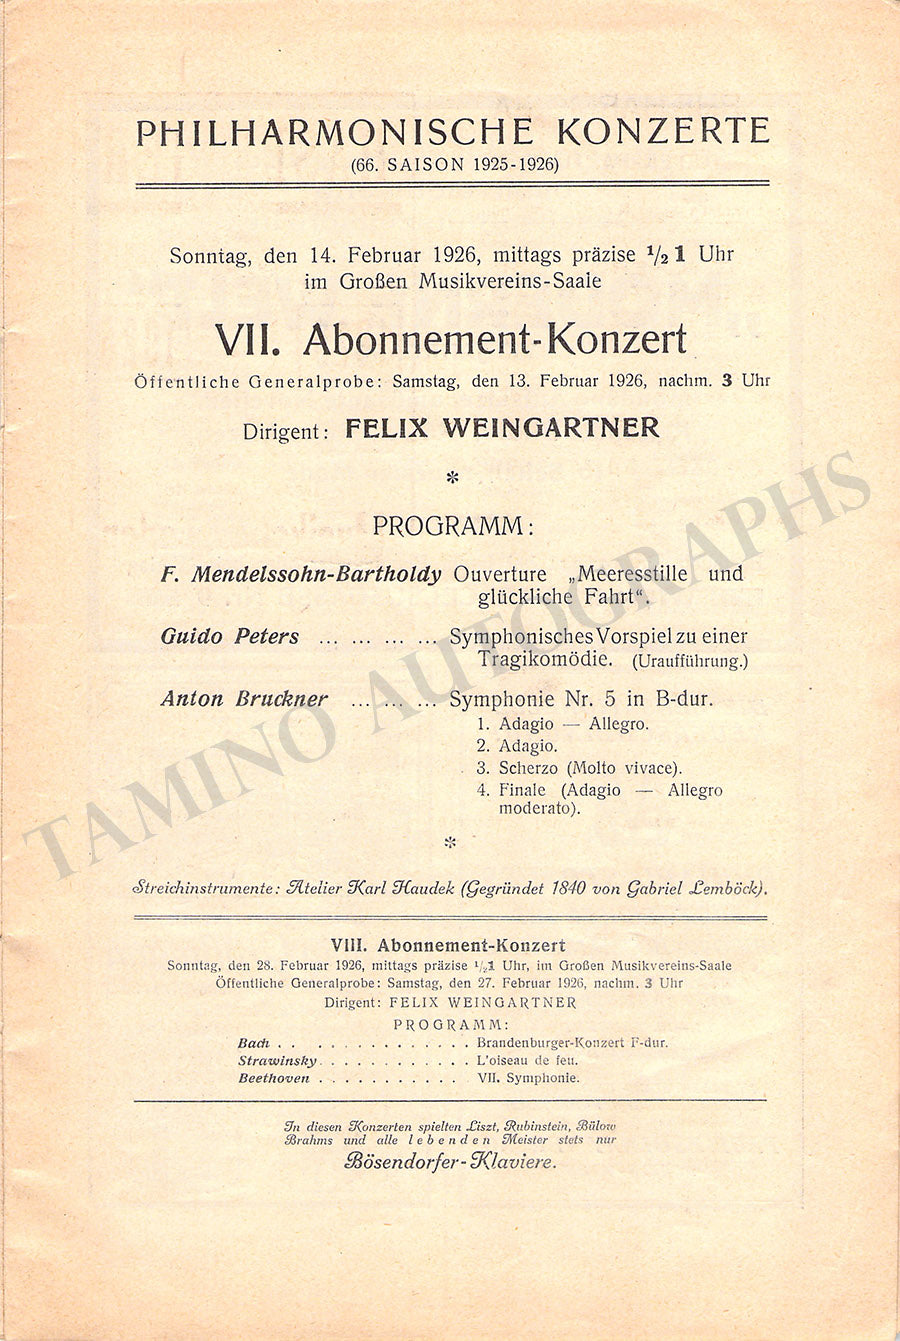 PHILHARMONISCHE KONZERTE
(66. SAISON 1925-1926)
Sonntag, den 14. Februar 1926, mittags präzise ½1 Uhr
im Großen Musikvereins-Saale
VII. Abonnement-Konzert
Öffentliche Generalprobe: Samstag, den 13. Februar 1926, nachm. 3 Uhr
Dirigent: FELIX WEINGARTNER
*
PROGRAMM:
F. Mendelssohn-Bartholdy Ouverture „Meeresstille und
glückliche Fahrt“.
Guido Peters ... ... ... ... Symphonisches Vorspiel zu einer
Tragikomödie. (Uraufführung.)
Anton Bruckner ... ... ... Symphonie Nr. 5 in B-dur.
1. Adagio — Allegro.
2. Adagio.
3. Scherzo (Molto vivace).
4. Finale (Adagio — Allegro
moderato).
*
Streichinstrumente: Atelier Karl Haudek (Gegründet 1840 von Gabriel Lemböck).
VIII. Abonnement-Konzert
Sonntag, den 28. Februar 1926, mittags präzise ½1 Uhr, im Großen Musikvereins-Saale
Öffentliche Generalprobe: Samstag, den 27. Februar 1926, nachm. 3 Uhr
Dirigent: FELIX WEINGARTNER
PROGRAMM:
Bach . . . . . . . . . . . . . . Brandenburger-Konzert F-dur.
Strawinsky . . . . . . . . . . . . L'oiseau de feu.
Beethoven . . . . . . . . . . . . VII. Symphonie.
In diesen Konzerten spielten Liszt, Rubinstein, Bülow
Brahms und alle lebenden Meister stets nur
Bösendorfer-Klaviere.
TAMINO AUTOGRAPHS